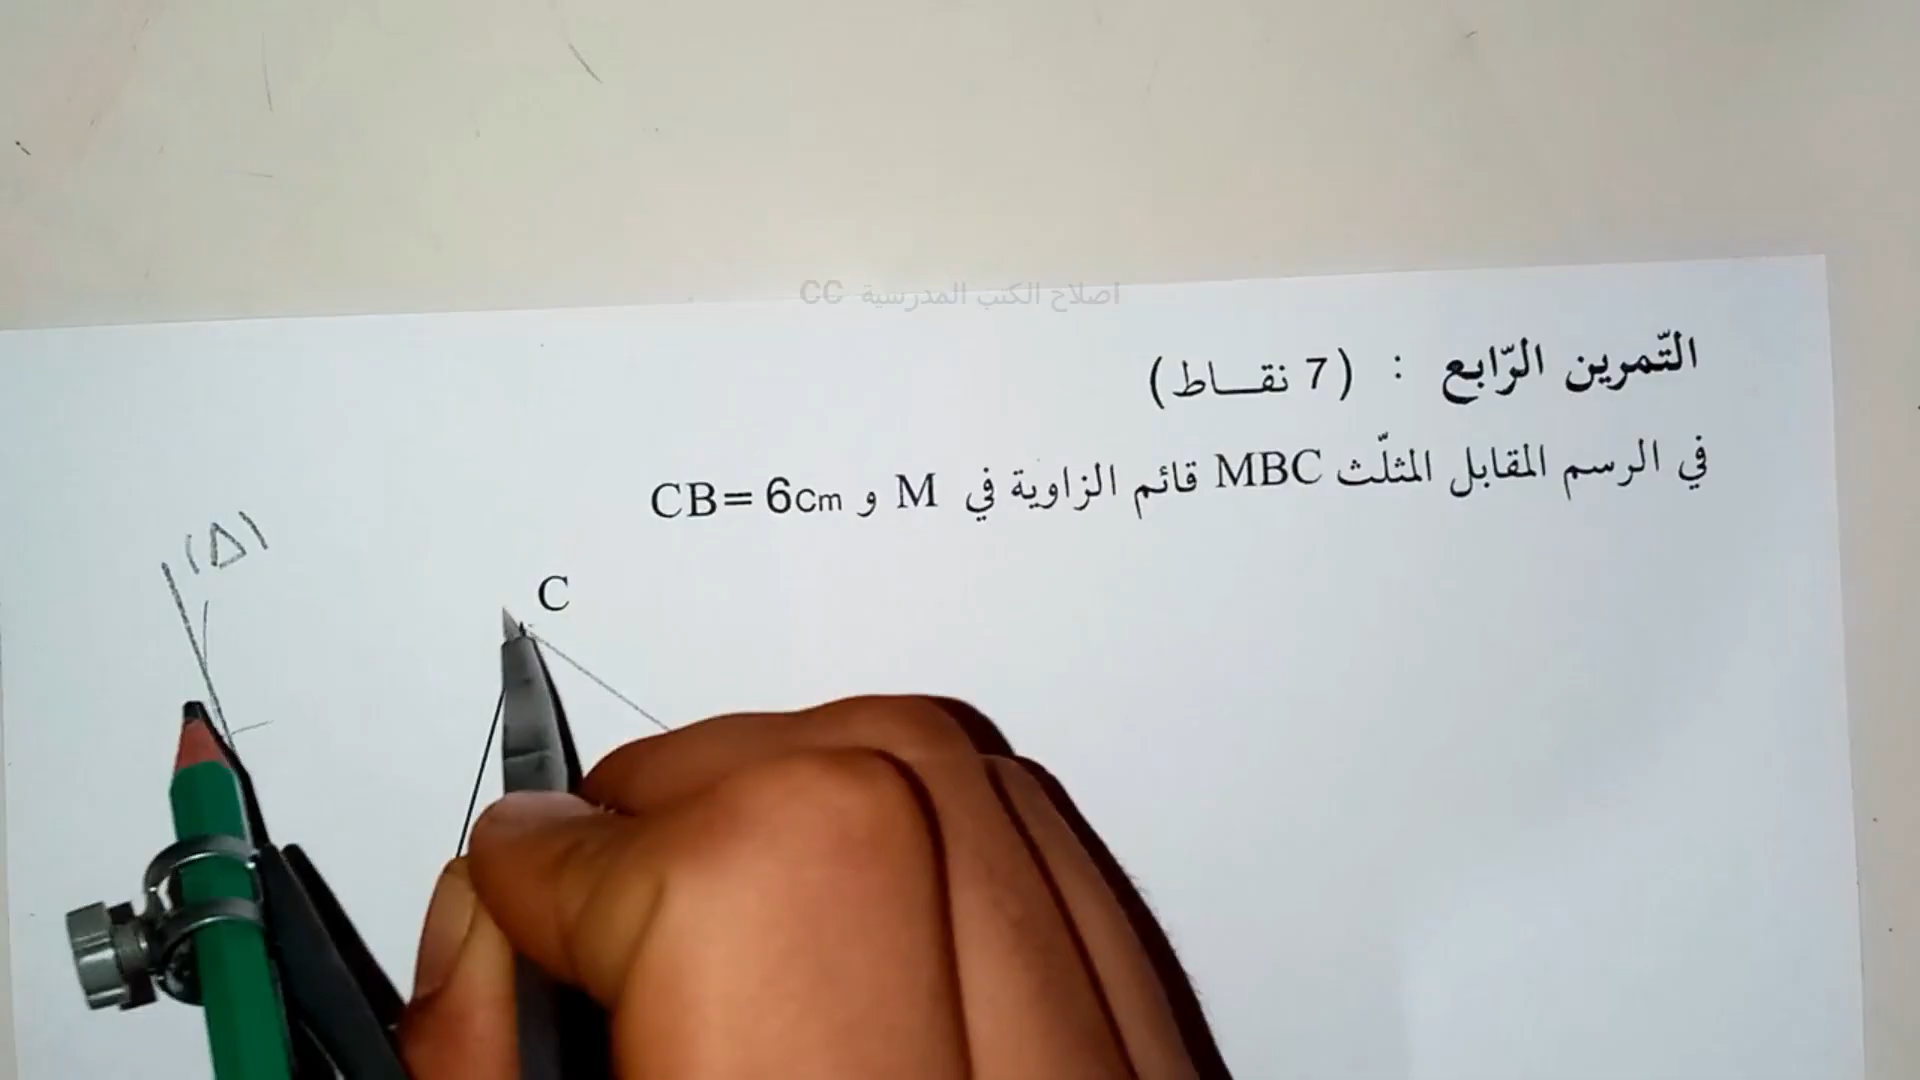 اصلاح الكتب المدرسية CC
التّمرين الرّابع : (7 نقاط)
في الرسم المقابل المثلّث MBC قائم الزاوية في M و CB= 6cm
(Δ)
C